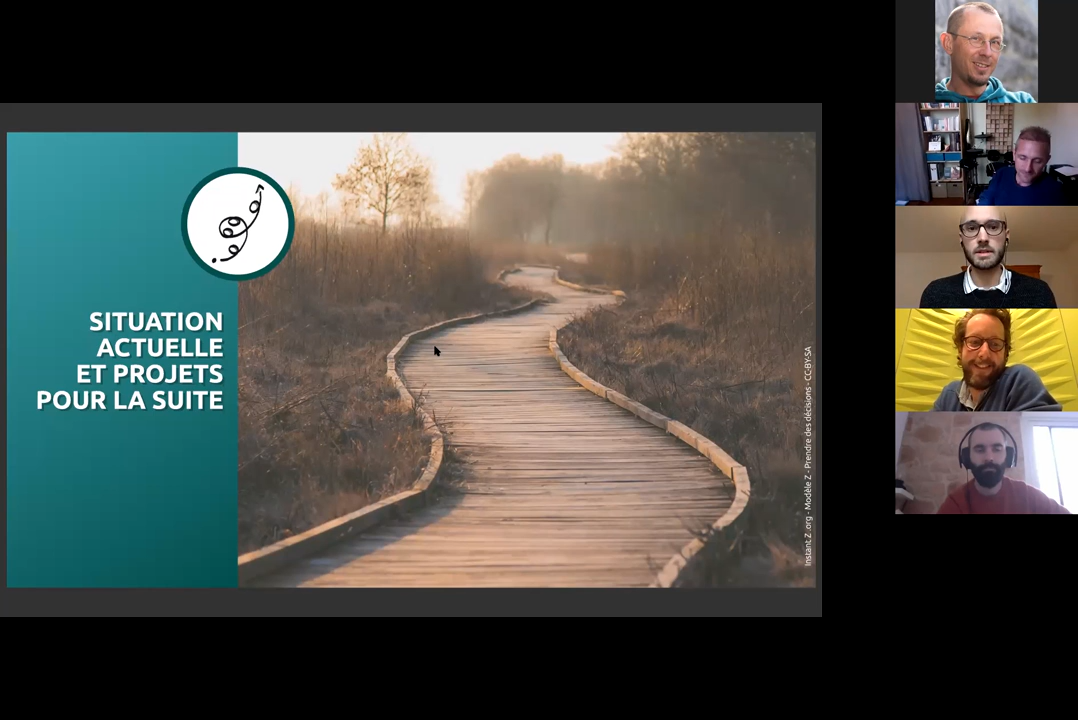 SITUATION
ACTUELLE
ET PROJETS
POUR LA SUITE
Instant Z .org - Modèle Z - Prendre des décisions - CC-BY-SA